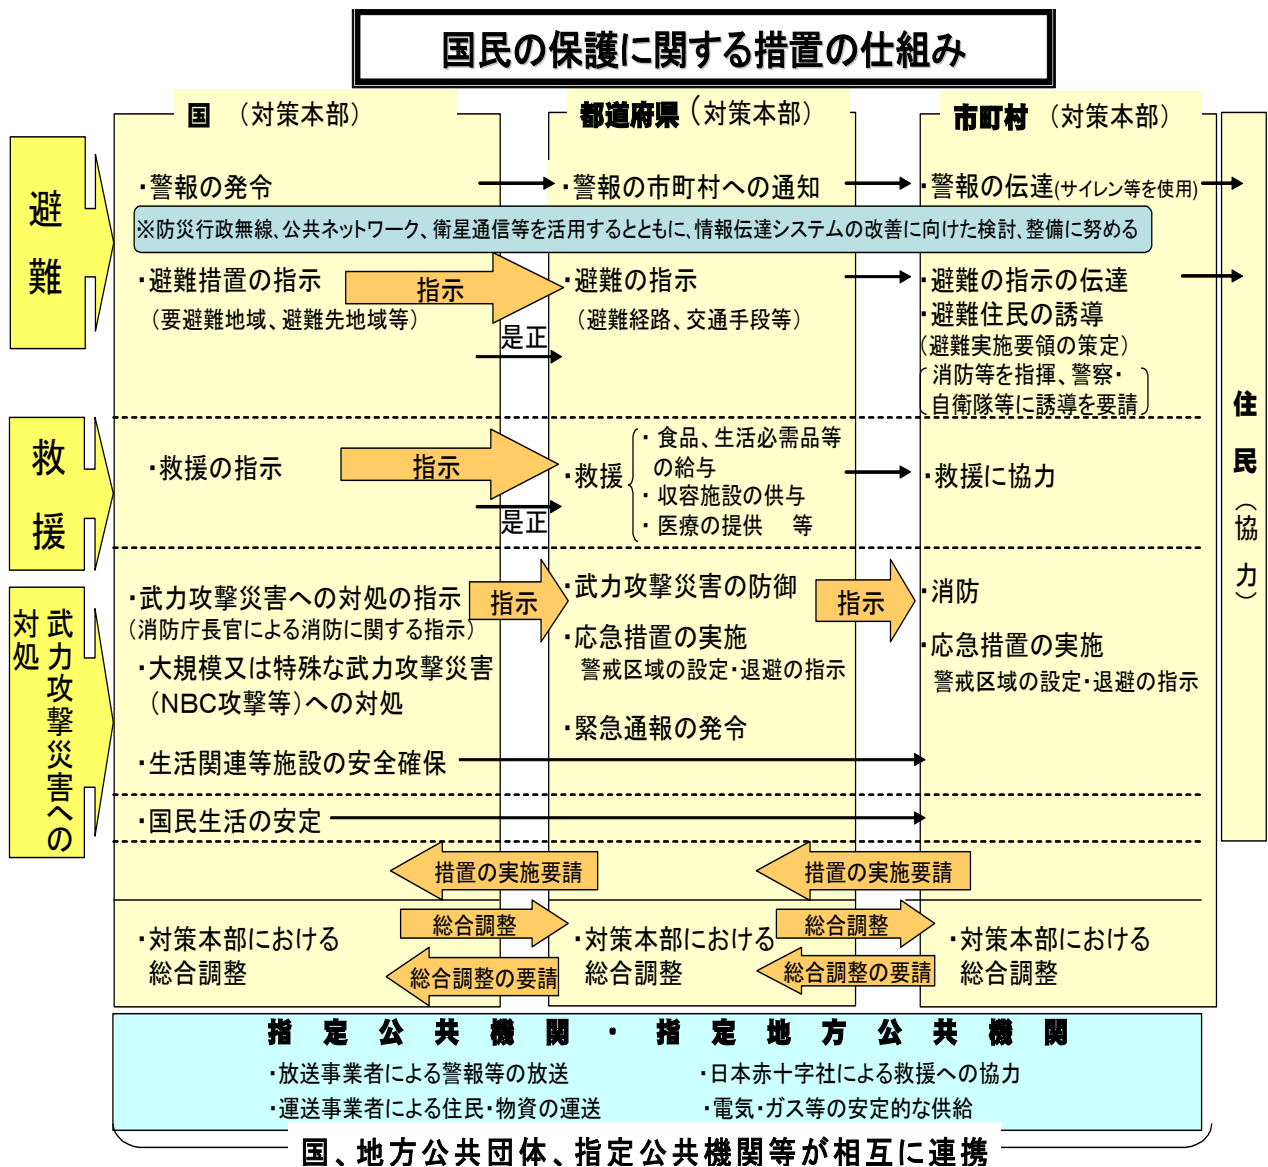 国民の保護に関する措置の仕組み
国 (対策本部)
都道府県 (対策本部)
市町村 (対策本部)
避難
・警報の発令
・警報の市町村への通知
・警報の伝達(サイレン等を使用)
※防災行政無線、公共ネットワーク、衛星通信等を活用するとともに、情報伝達システムの改善に向けた検討、整備に努める
・避難措置の指示
(要避難地域、避難先地域等)
指示
是正
・避難の指示
(避難経路、交通手段等)
・避難の指示の伝達
・避難住民の誘導
(避難実施要領の策定)
消防等を指揮、警察・
自衛隊等に誘導を要請
住民(協力)
救援
・救援の指示
指示
是正
・救援
・食品、生活必需品等
の給与
・収容施設の供与
・医療の提供 等
・救援に協力
武力攻撃災害への
対処
・武力攻撃災害への対処の指示
(消防庁長官による消防に関する指示)
・大規模又は特殊な武力攻撃災害
(NBC攻撃等)への対処
・生活関連等施設の安全確保
指示
・武力攻撃災害の防御
・応急措置の実施
警戒区域の設定・退避の指示
・緊急通報の発令
指示
・消防
・応急措置の実施
警戒区域の設定・退避の指示
・国民生活の安定
措置の実施要請
措置の実施要請
・対策本部における
総合調整
総合調整
総合調整の要請
・対策本部における
総合調整
総合調整
総合調整の要請
・対策本部における
総合調整
指定公共機関・指定地方公共機関
・放送事業者による警報等の放送
・日本赤十字社による救援への協力
・運送事業者による住民・物資の運送
・電気・ガス等の安定的な供給
国、地方公共団体、指定公共機関等が相互に連携